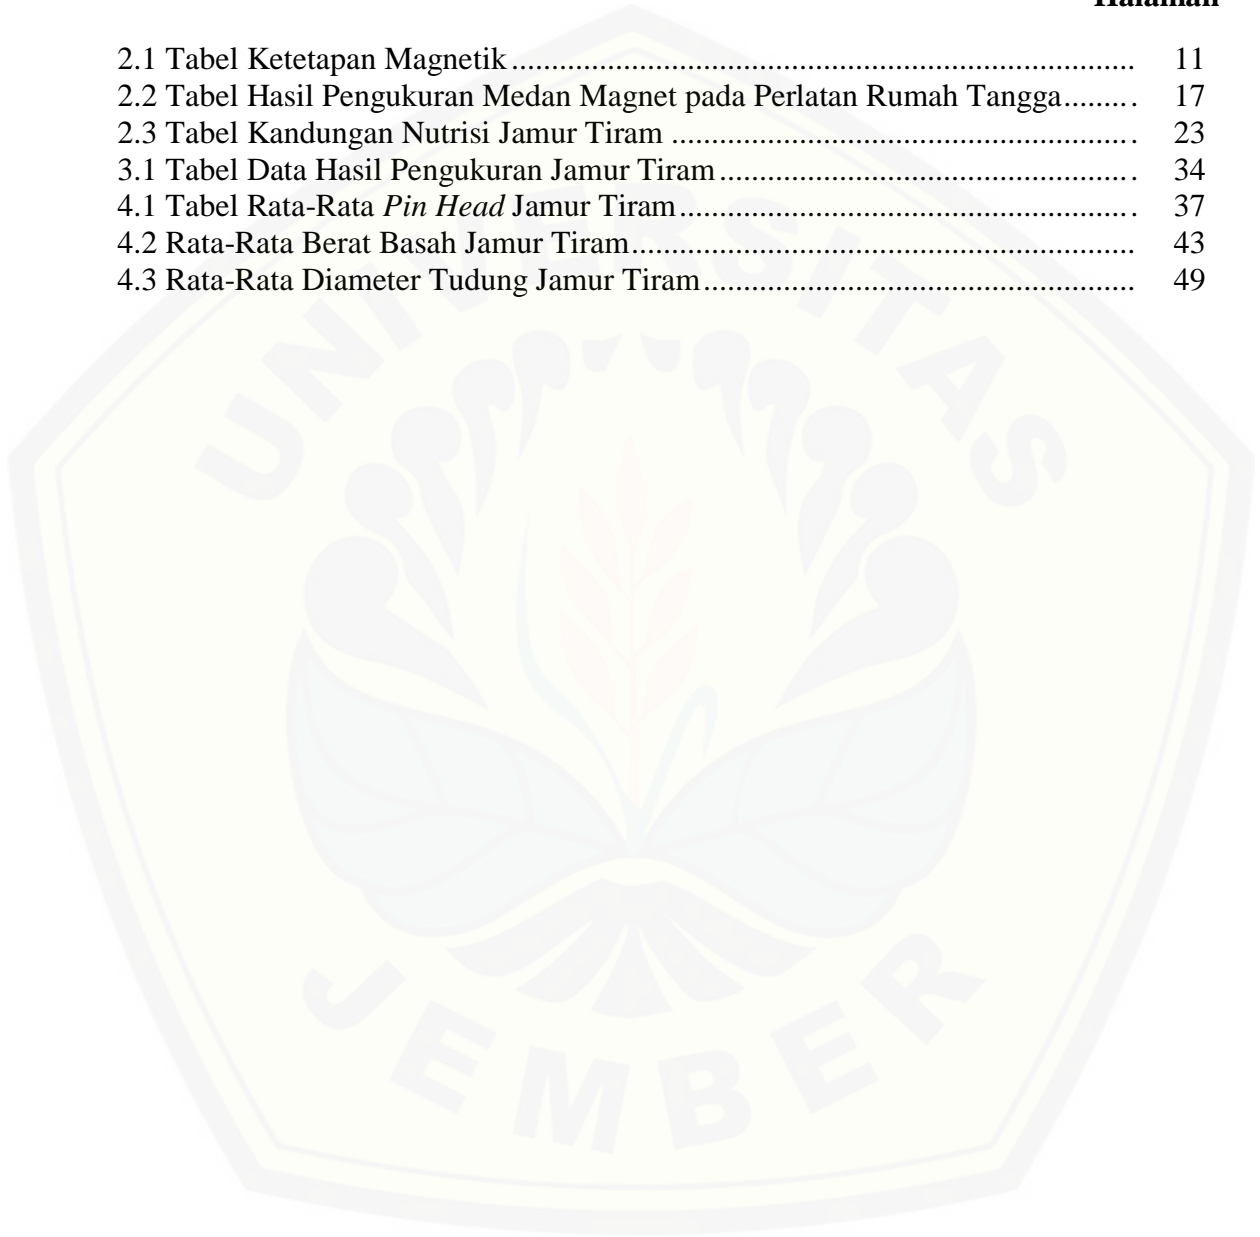 Halaman
2.1 Tabel Ketetapan Magnetik ............................................................................. 11
2.2 Tabel Hasil Pengukuran Medan Magnet pada Perlatan Rumah Tangga......... 17
2.3 Tabel Kandungan Nutrisi Jamur Tiram .......................................................... 23
3.1 Tabel Data Hasil Pengukuran Jamur Tiram .................................................... 34
4.1 Tabel Rata-Rata Pin Head Jamur Tiram ......................................................... 37
4.2 Rata-Rata Berat Basah Jamur Tiram .............................................................. 43
4.3 Rata-Rata Diameter Tudung Jamur Tiram ..................................................... 49
UNIVERSITAS
JEMBER